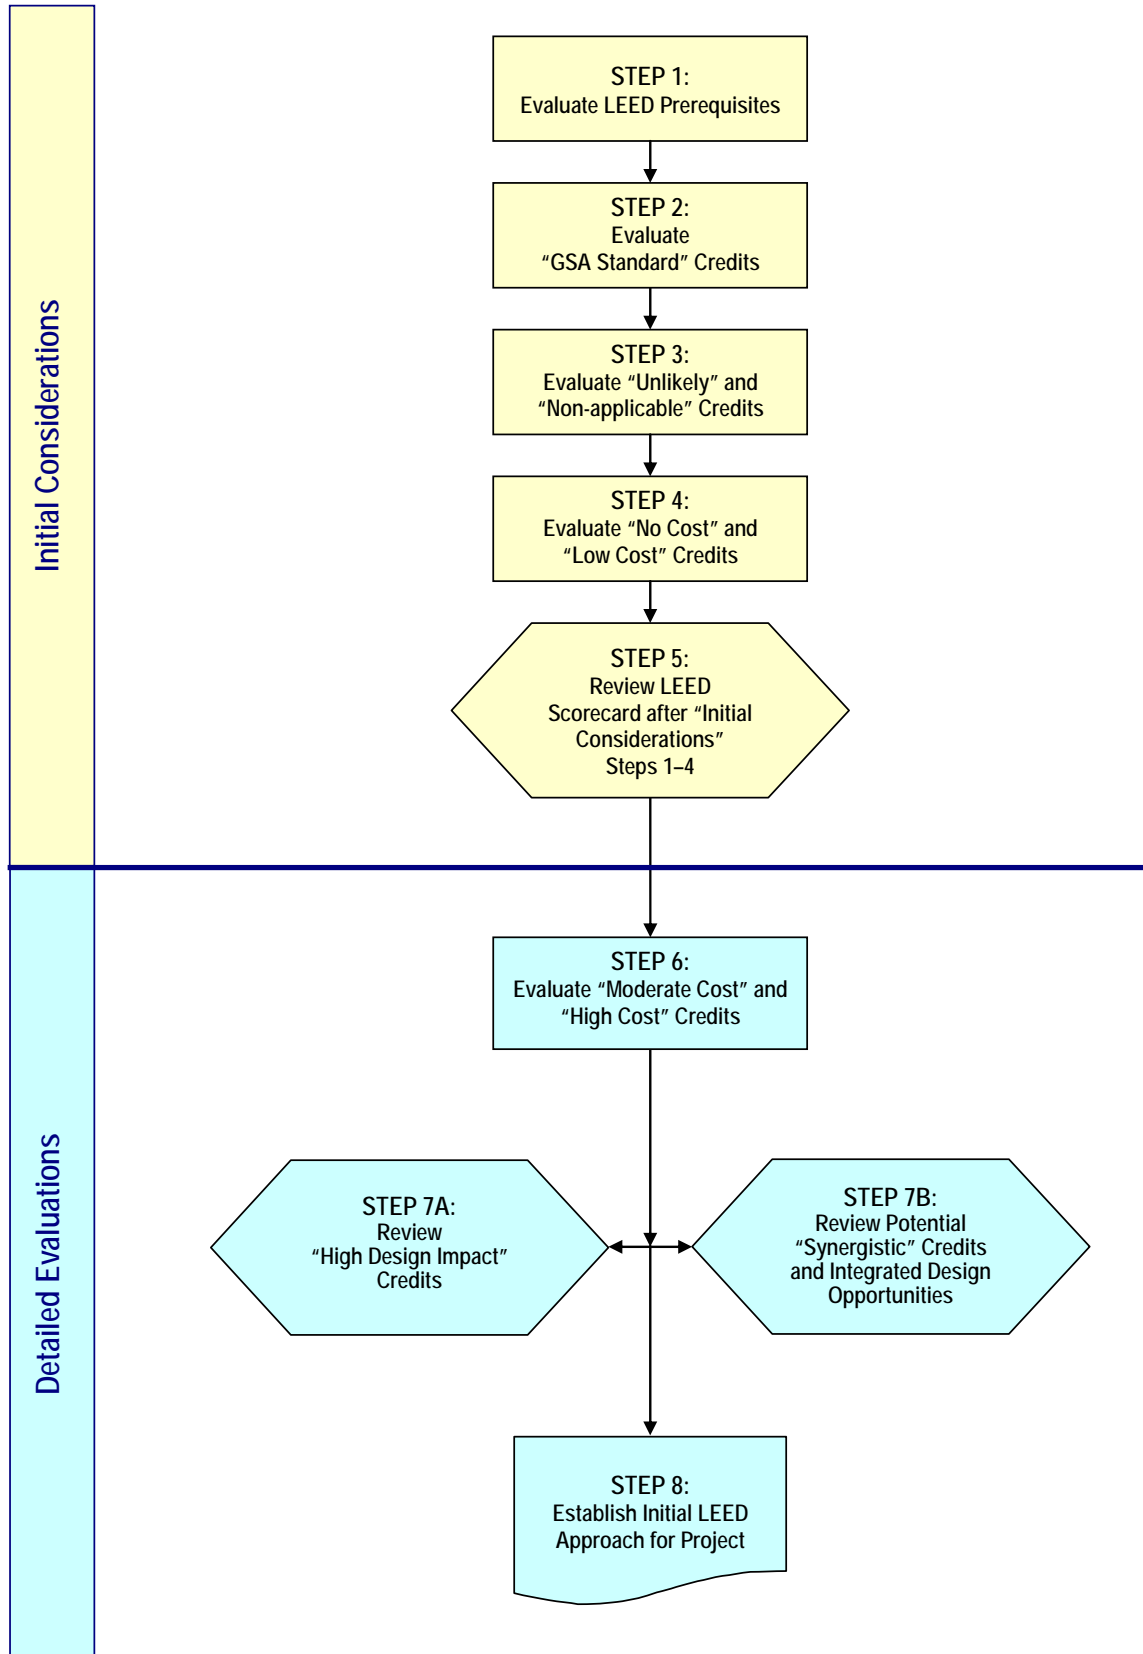 Initial Considerations
STEP 1:
Evaluate LEED Prerequisites
STEP 2:
Evaluate
“GSA Standard” Credits
STEP 3:
Evaluate “Unlikely” and
“Non-applicable” Credits
STEP 4:
Evaluate “No Cost” and
“Low Cost” Credits
STEP 5:
Review LEED
Scorecard after “Initial
Considerations”
Steps 1–4
Detailed Evaluations
STEP 6:
Evaluate “Moderate Cost” and
“High Cost” Credits
STEP 7A:
Review
“High Design Impact”
Credits
STEP 7B:
Review Potential
“Synergistic” Credits
and Integrated Design
Opportunities
STEP 8:
Establish Initial LEED
Approach for Project